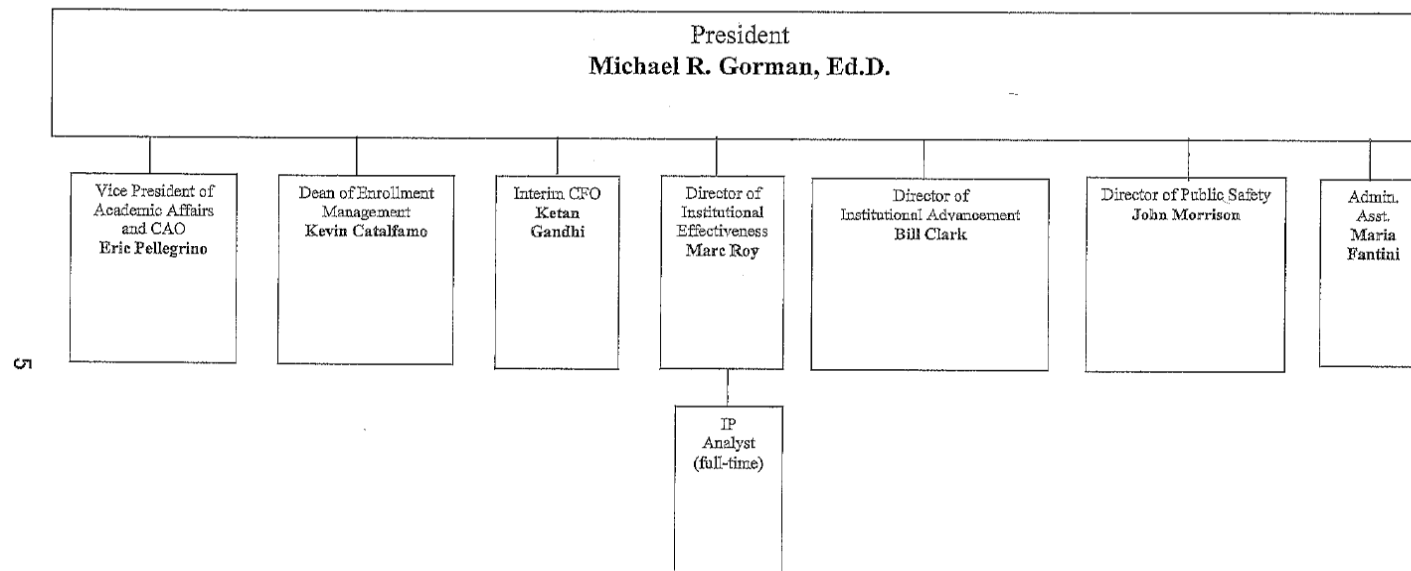 President
Michael R. Gorman, Ed.D.
Vice President of
Academic Affairs
and CAO
Eric Pellegrino
Dean of Enrollment
Management
Kevin Catalfamo
Interim CFO
Ketan
Gandhi
Director of
Institutional
Effectiveness
Marc Roy
Director of
Institutional Advancement
Bill Clark
Director of Public Safety
John Morrison
Admin.
Asst.
Maria
Fantini
IP
Analyst
(full-time)
5